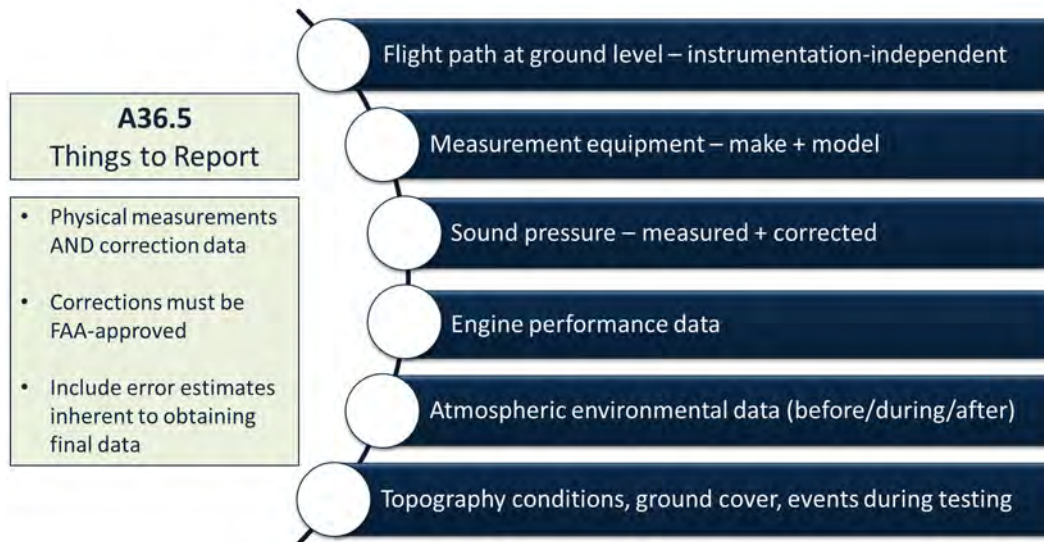 A36.5
Things to Report
• Physical measurements
AND correction data
• Corrections must be
FAA-approved
• Include error estimates
inherent to obtaining
final data
Flight path at ground level – instrumentation-independent
Measurement equipment – make + model
Sound pressure – measured + corrected
Engine performance data
Atmospheric environmental data (before/during/after)
Topography conditions, ground cover, events during testing